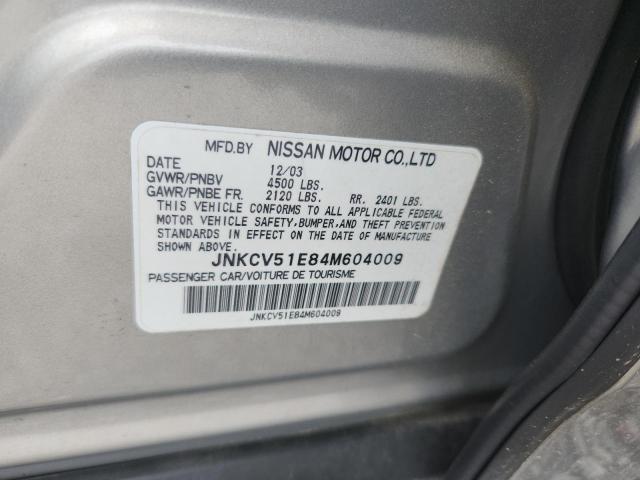 MFD.BY NISSAN MOTOR CO.,LTD
DATE 12/03
GVWR/PNBV 4500 LBS.
GAWR/PNBE FR. 2120 LBS. RR. 2401 LBS.
THIS VEHICLE CONFORMS TO ALL APPLICABLE FEDERAL
MOTOR VEHICLE SAFETY, BUMPER, AND THEFT PREVENTION
STANDARDS IN EFFECT ON THE DATE OF MANUFACTURE
SHOWN ABOVE. JNKCV51E84M604009
PASSENGER CAR/VOITURE DE TOURISME
JNKCV51E84M604009